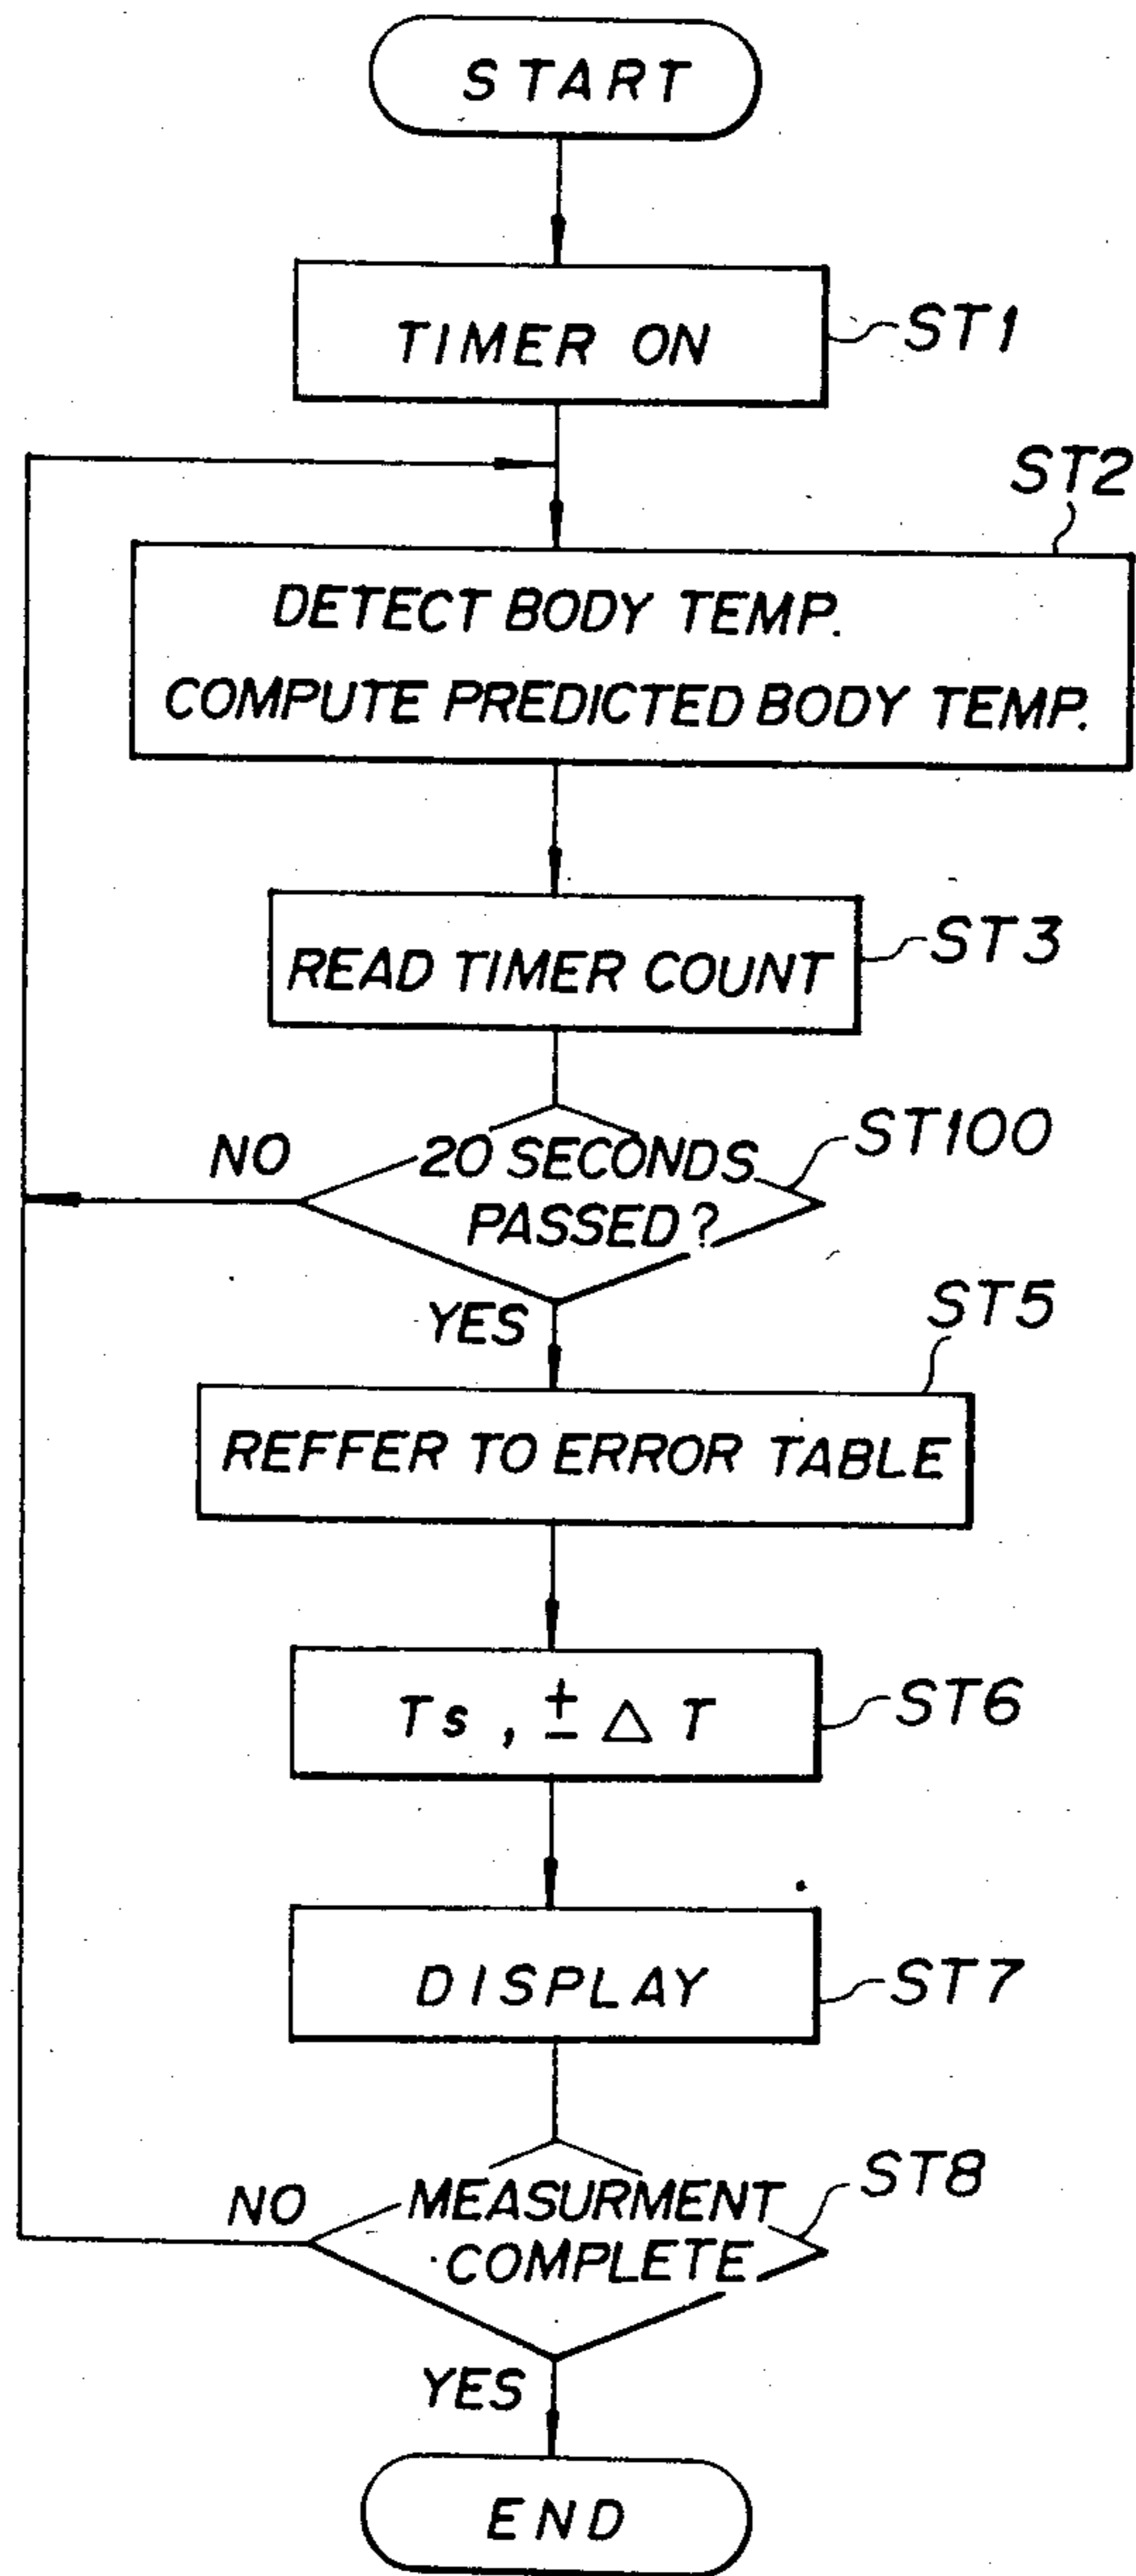 START
TIMER ON
ST1
ST2
DETECT BODY TEMP.
COMPUTE PREDICTED BODY TEMP.
READ TIMER COUNT
ST3
20 SECONDS
PASSED?
ST100
NO
YES
ST5
REFFER TO ERROR TABLE
Ts, ± △ T
ST6
DISPLAY
ST7
MEASURMENT
COMPLETE
ST8
NO
YES
END